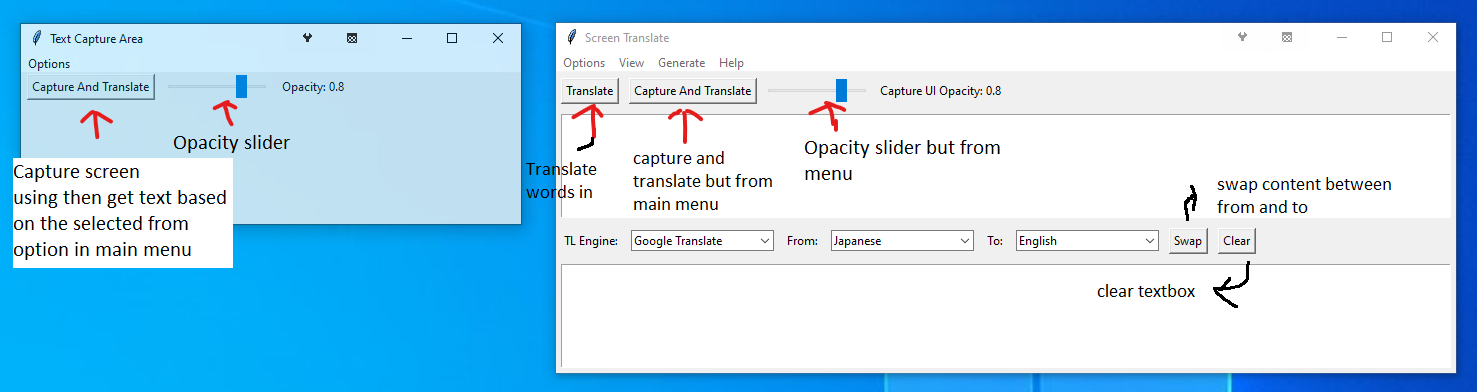 Text Capture Area
Options
Capture And Translate
Opacity: 0.8
Opacity slider
Capture screen
using then get text based
on the selected from
option in main menu
Screen Translate
Options View Generate Help
Translate
Capture And Translate
Capture UI Opacity: 0.8
Translate
words in
capture and
translate but from
main menu
Opacity slider but from
menu
swap content between
from and to
TL Engine: Google Translate From: Japanese To: English Swap Clear
clear textbox